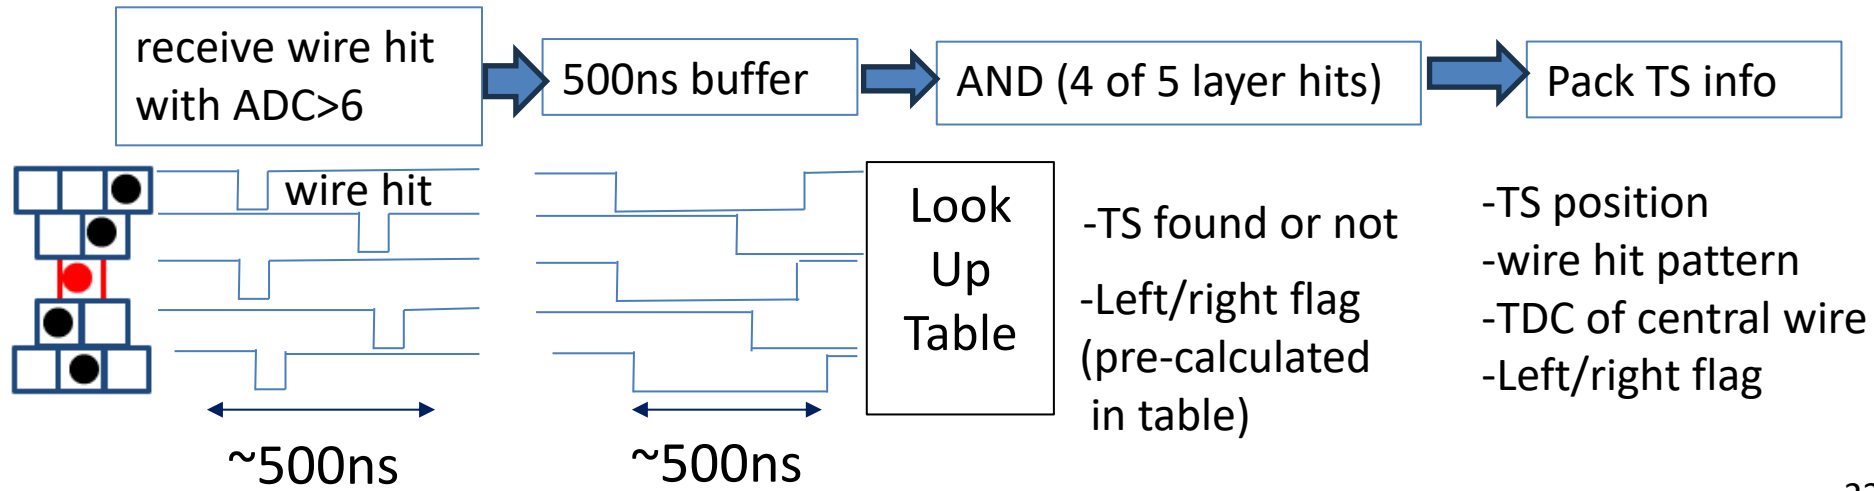 receive wire hit
with ADC>6
500ns buffer
AND (4 of 5 layer hits)
Pack TS info
wire hit
Look
Up
Table
-TS found or not
-Left/right flag
(pre-calculated
in table)
-TS position
-wire hit pattern
-TDC of central wire
-Left/right flag
~500ns
~500ns